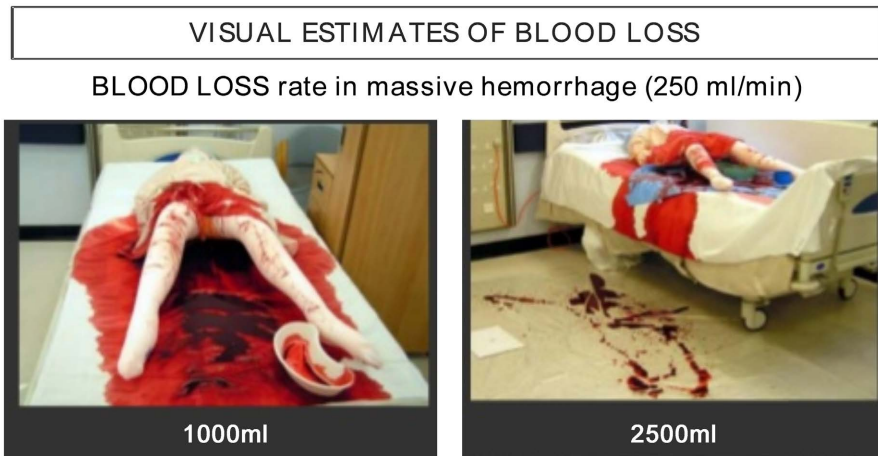 VISUAL ESTIMATES OF BLOOD LOSS
BLOOD LOSS rate in massive hemorrhage (250 ml/min)
1000ml
2500ml